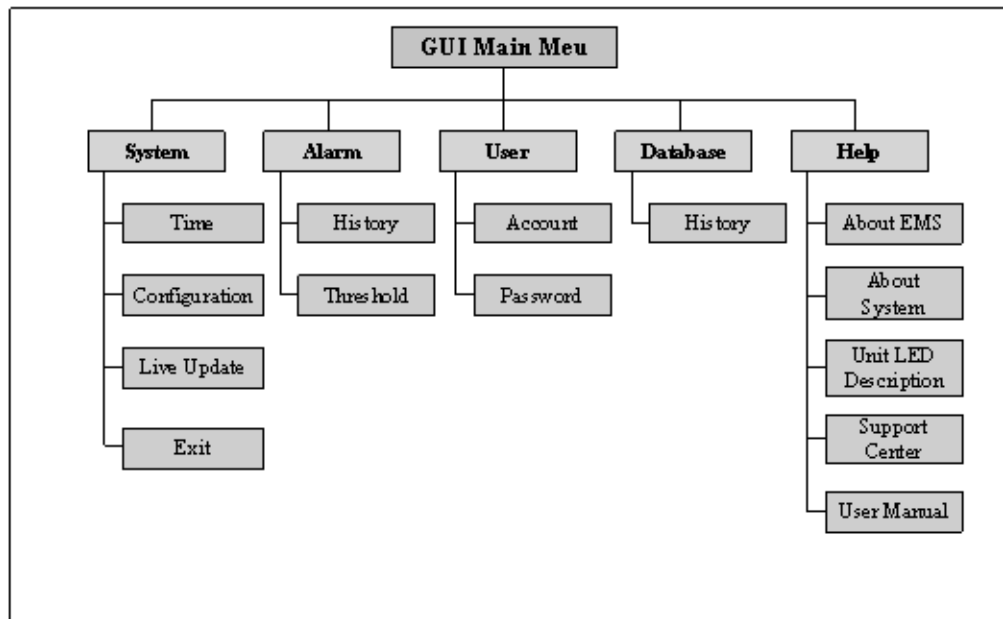 GUI Main Meu
System
Alarm
User
Database
Help
Time
History
Account
History
About EMS
Configuration
Threshold
Password
About
System
Live Update
Unit LED
Description
Exit
Support
Center
User Manual